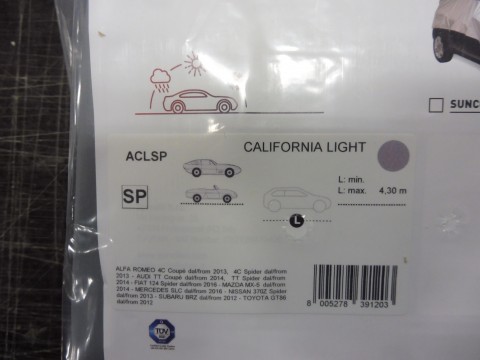 SUNC
ACLSP
CALIFORNIA LIGHT
SP
L: min.
L: max. 4,30 m
L
ALFA ROMEO 4C Coupé dal/from 2013, 4C Spider dal/from
2013 - AUDI TT Coupé dal/from 2014, TT Spider dal/from
2014 - FIAT 124 Spider dal/from 2016 - MAZDA MX-5 dal/from
2014 - MERCEDES SLC dal/from 2016 - NISSAN 370Z Spider
dal/from 2013 - SUBARU BRZ dal/from 2012 - TOYOTA GT86
dal/from 2012
8 005278 391203
TÜV